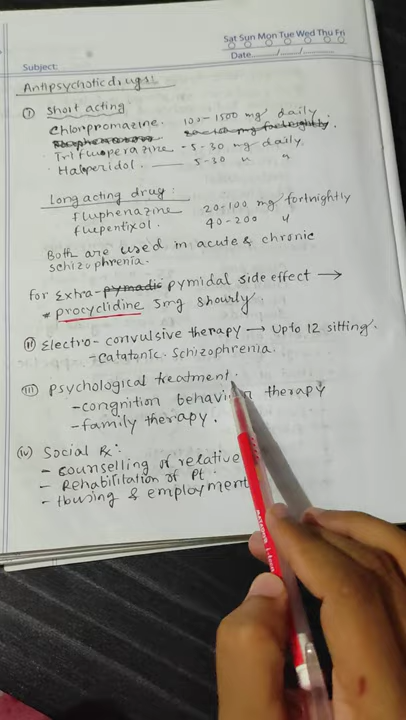 Sat Sun Mon Tue Wed Thu Fri
Date
Subject:
Antipsychotic drugs:
① Short acting:
Chlorpromazine. 100-1500 mg daily
Trifluoperazine - 5-30 mg daily.
Halperidol. — 5-30 " "
Long acting drug:
Fluphenazine 20-100 mg fortnightly
fluepentixol. 40-200 "
Both are used in acute & chronic
schizophrenia.
for Extra-pymidal side effect →
* procyclidine 5mg 8hourly
(ii) Electro-convulsive therapy → Upto 12 sitting.
-Catatonic. Schizophrenia.
(iii) Psychological treatment.
-congnition behavi therapy
-family therapy.
(iv) Social Rx:
- counselling of relative
- Rehabilitation of Pt.
- Housing & employment